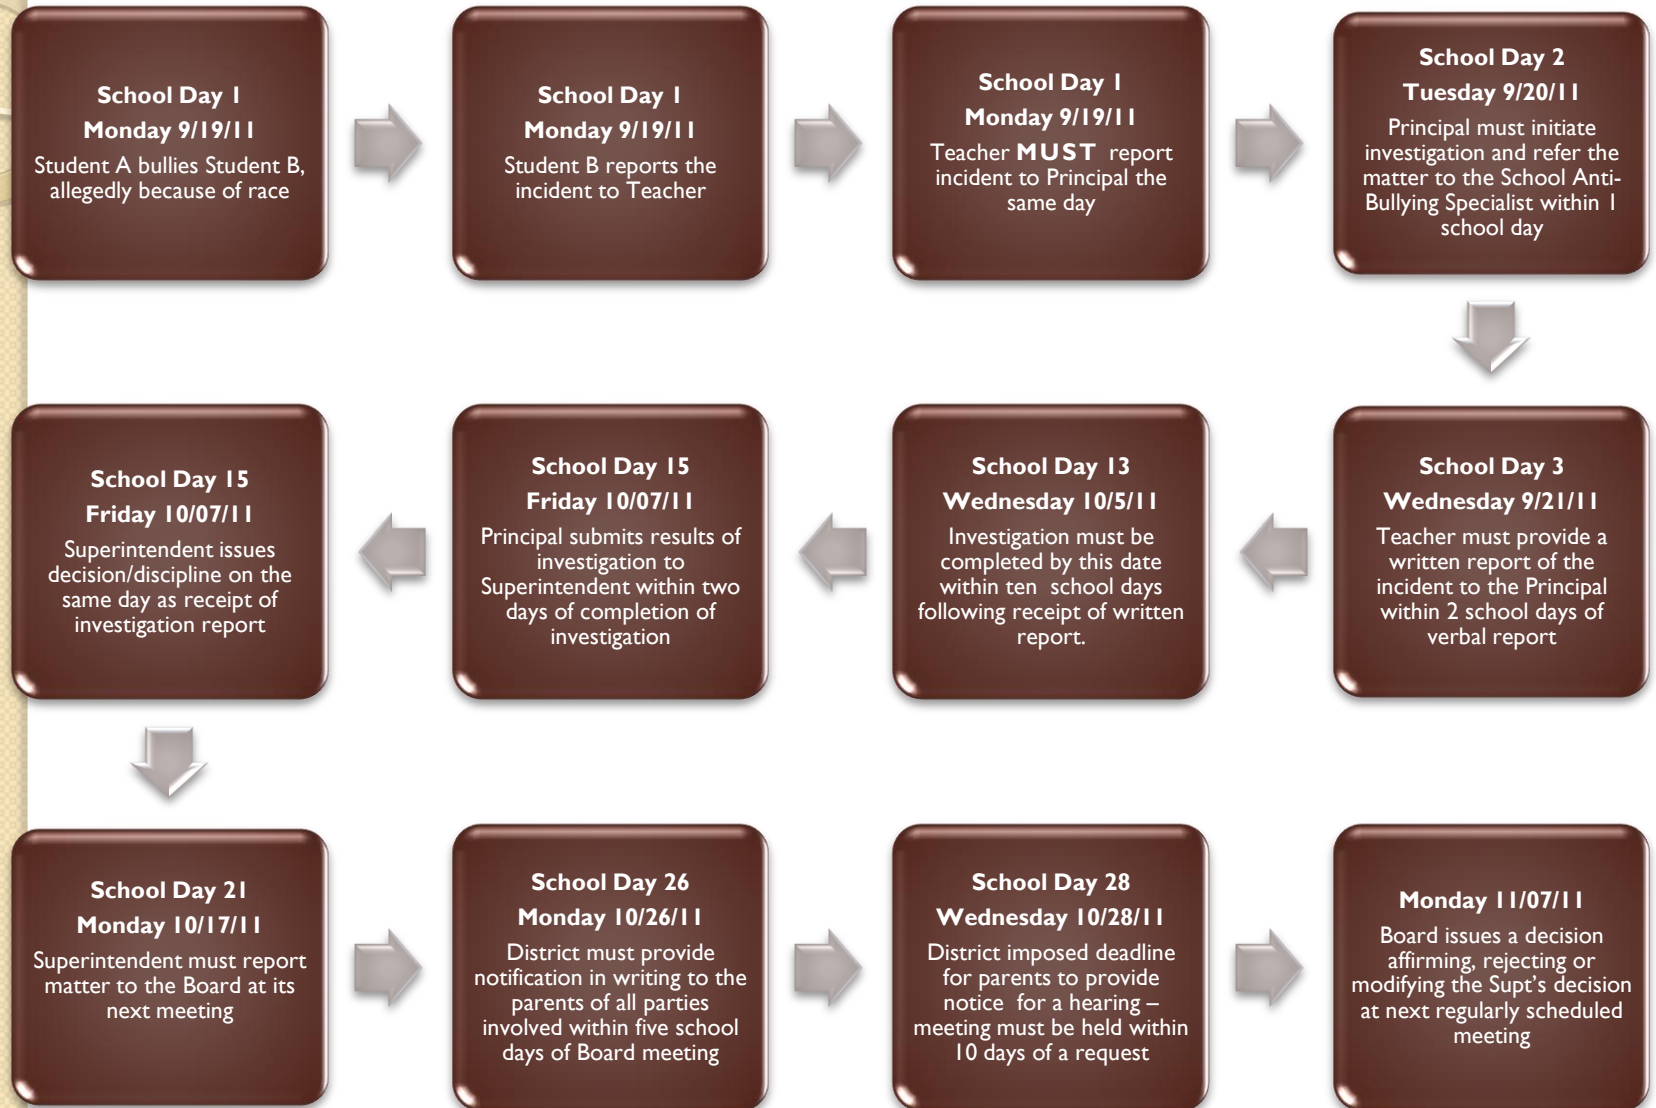 School Day 1
Monday 9/19/11
Student A bullies Student B,
allegedly because of race
School Day 1
Monday 9/19/11
Student B reports the
incident to Teacher
School Day 1
Monday 9/19/11
Teacher MUST report
incident to Principal the
same day
School Day 2
Tuesday 9/20/11
Principal must initiate
investigation and refer the
matter to the School Anti-
Bullying Specialist within 1
school day
School Day 3
Wednesday 9/21/11
Teacher must provide a
written report of the
incident to the Principal
within 2 school days of
verbal report
School Day 13
Wednesday 10/5/11
Investigation must be
completed by this date
within ten school days
following receipt of written
report.
School Day 15
Friday 10/07/11
Principal submits results of
investigation to
Superintendent within two
days of completion of
investigation
School Day 15
Friday 10/07/11
Superintendent issues
decision/discipline on the
same day as receipt of
investigation report
School Day 21
Monday 10/17/11
Superintendent must report
matter to the Board at its
next meeting
School Day 26
Monday 10/26/11
District must provide
notification in writing to the
parents of all parties
involved within five school
days of Board meeting
School Day 28
Wednesday 10/28/11
District imposed deadline
for parents to provide
notice for a hearing –
meeting must be held within
10 days of a request
Monday 11/07/11
Board issues a decision
affirming, rejecting or
modifying the Supt's decision
at next regularly scheduled
meeting